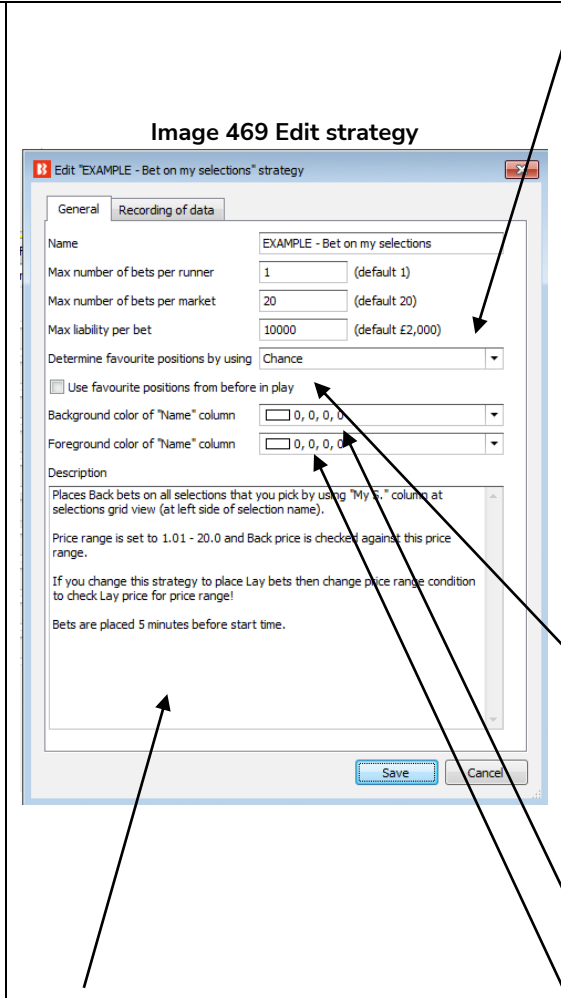 Image 469 Edit strategy
Edit "EXAMPLE - Bet on my selections" strategy
General Recording of data
Name EXAMPLE - Bet on my selections
Max number of bets per runner 1 (default 1)
Max number of bets per market 20 (default 20)
Max liability per bet 10000 (default £2,000)
Determine favourite positions by using Chance
Use favourite positions from before in play
Background color of "Name" column 0, 0, 0, 0
Foreground color of "Name" column 0, 0, 0, 0
Description
Places Back bets on all selections that you pick by using "My S." column at
selections grid view (at left side of selection name).
Price range is set to 1.01 - 20.0 and Back price is checked against this price
range.
If you change this strategy to place Lay bets then change price range condition
to check Lay price for price range!
Bets are placed 5 minutes before start time.
Save Cancel